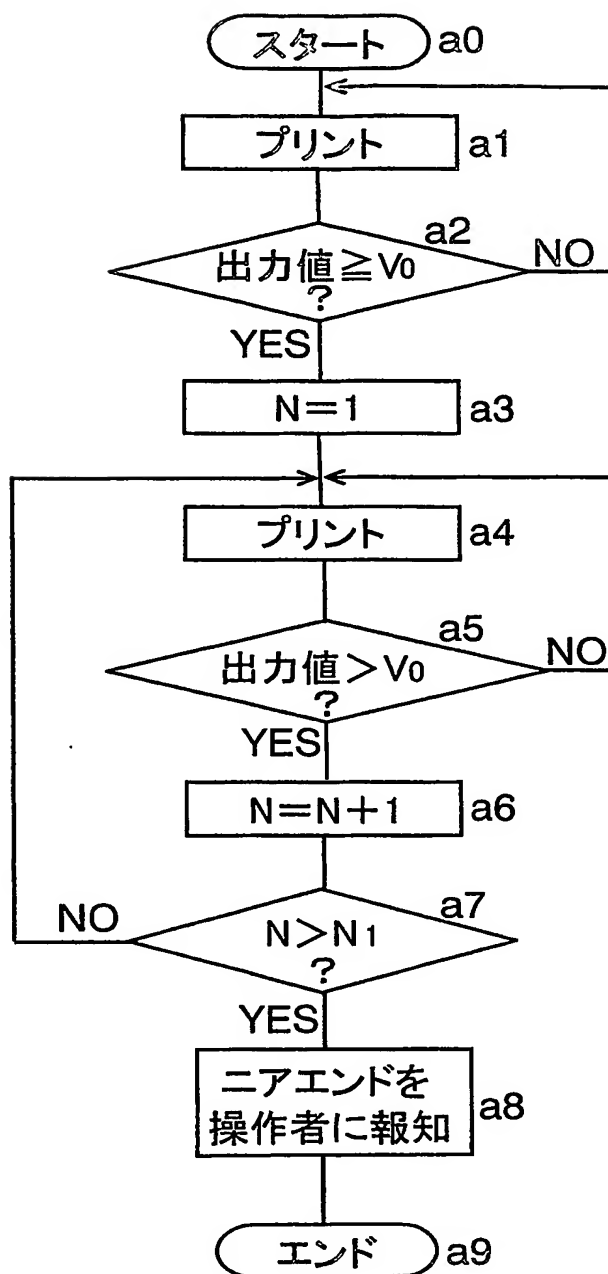 スタート a0
プリント a1
a2
出力値≧V0
?
NO
YES
N=1 a3
プリント a4
a5
出力値>V0
?
NO
YES
N=N+1 a6
a7
N>N1
?
NO
YES
ニアエンドを
操作者に報知 a8
エンド a9